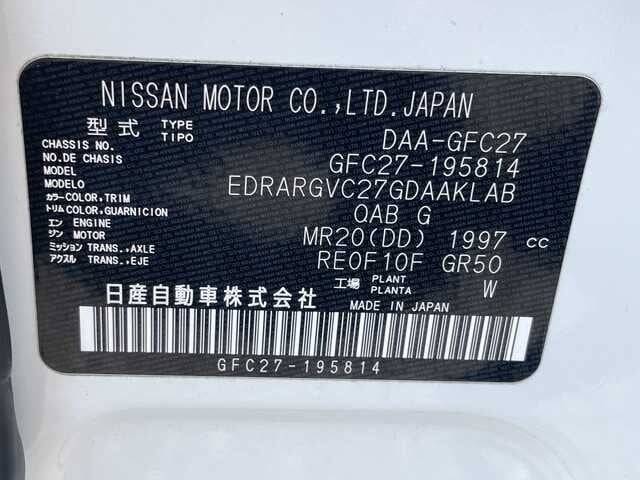 NISSAN MOTOR CO.,LTD.JAPAN
型式 TYPE TIPO DAA-GFC27
CHASSIS NO. NO.DE CHASIS GFC27-195814
MODEL MODELO EDRARGVC27GDAAKLAB
カラー COLOR,TRIM トリム COLOR,GUARNICION QAB G
エンジン ENGINE MOTOR MR20(DD) 1997 cc
ミッション TRANS.,AXLE アクスル TRANS.,EJE RE0F10F GR50
工場 PLANT PLANTA W
日産自動車株式会社 MADE IN JAPAN
GFC27-195814